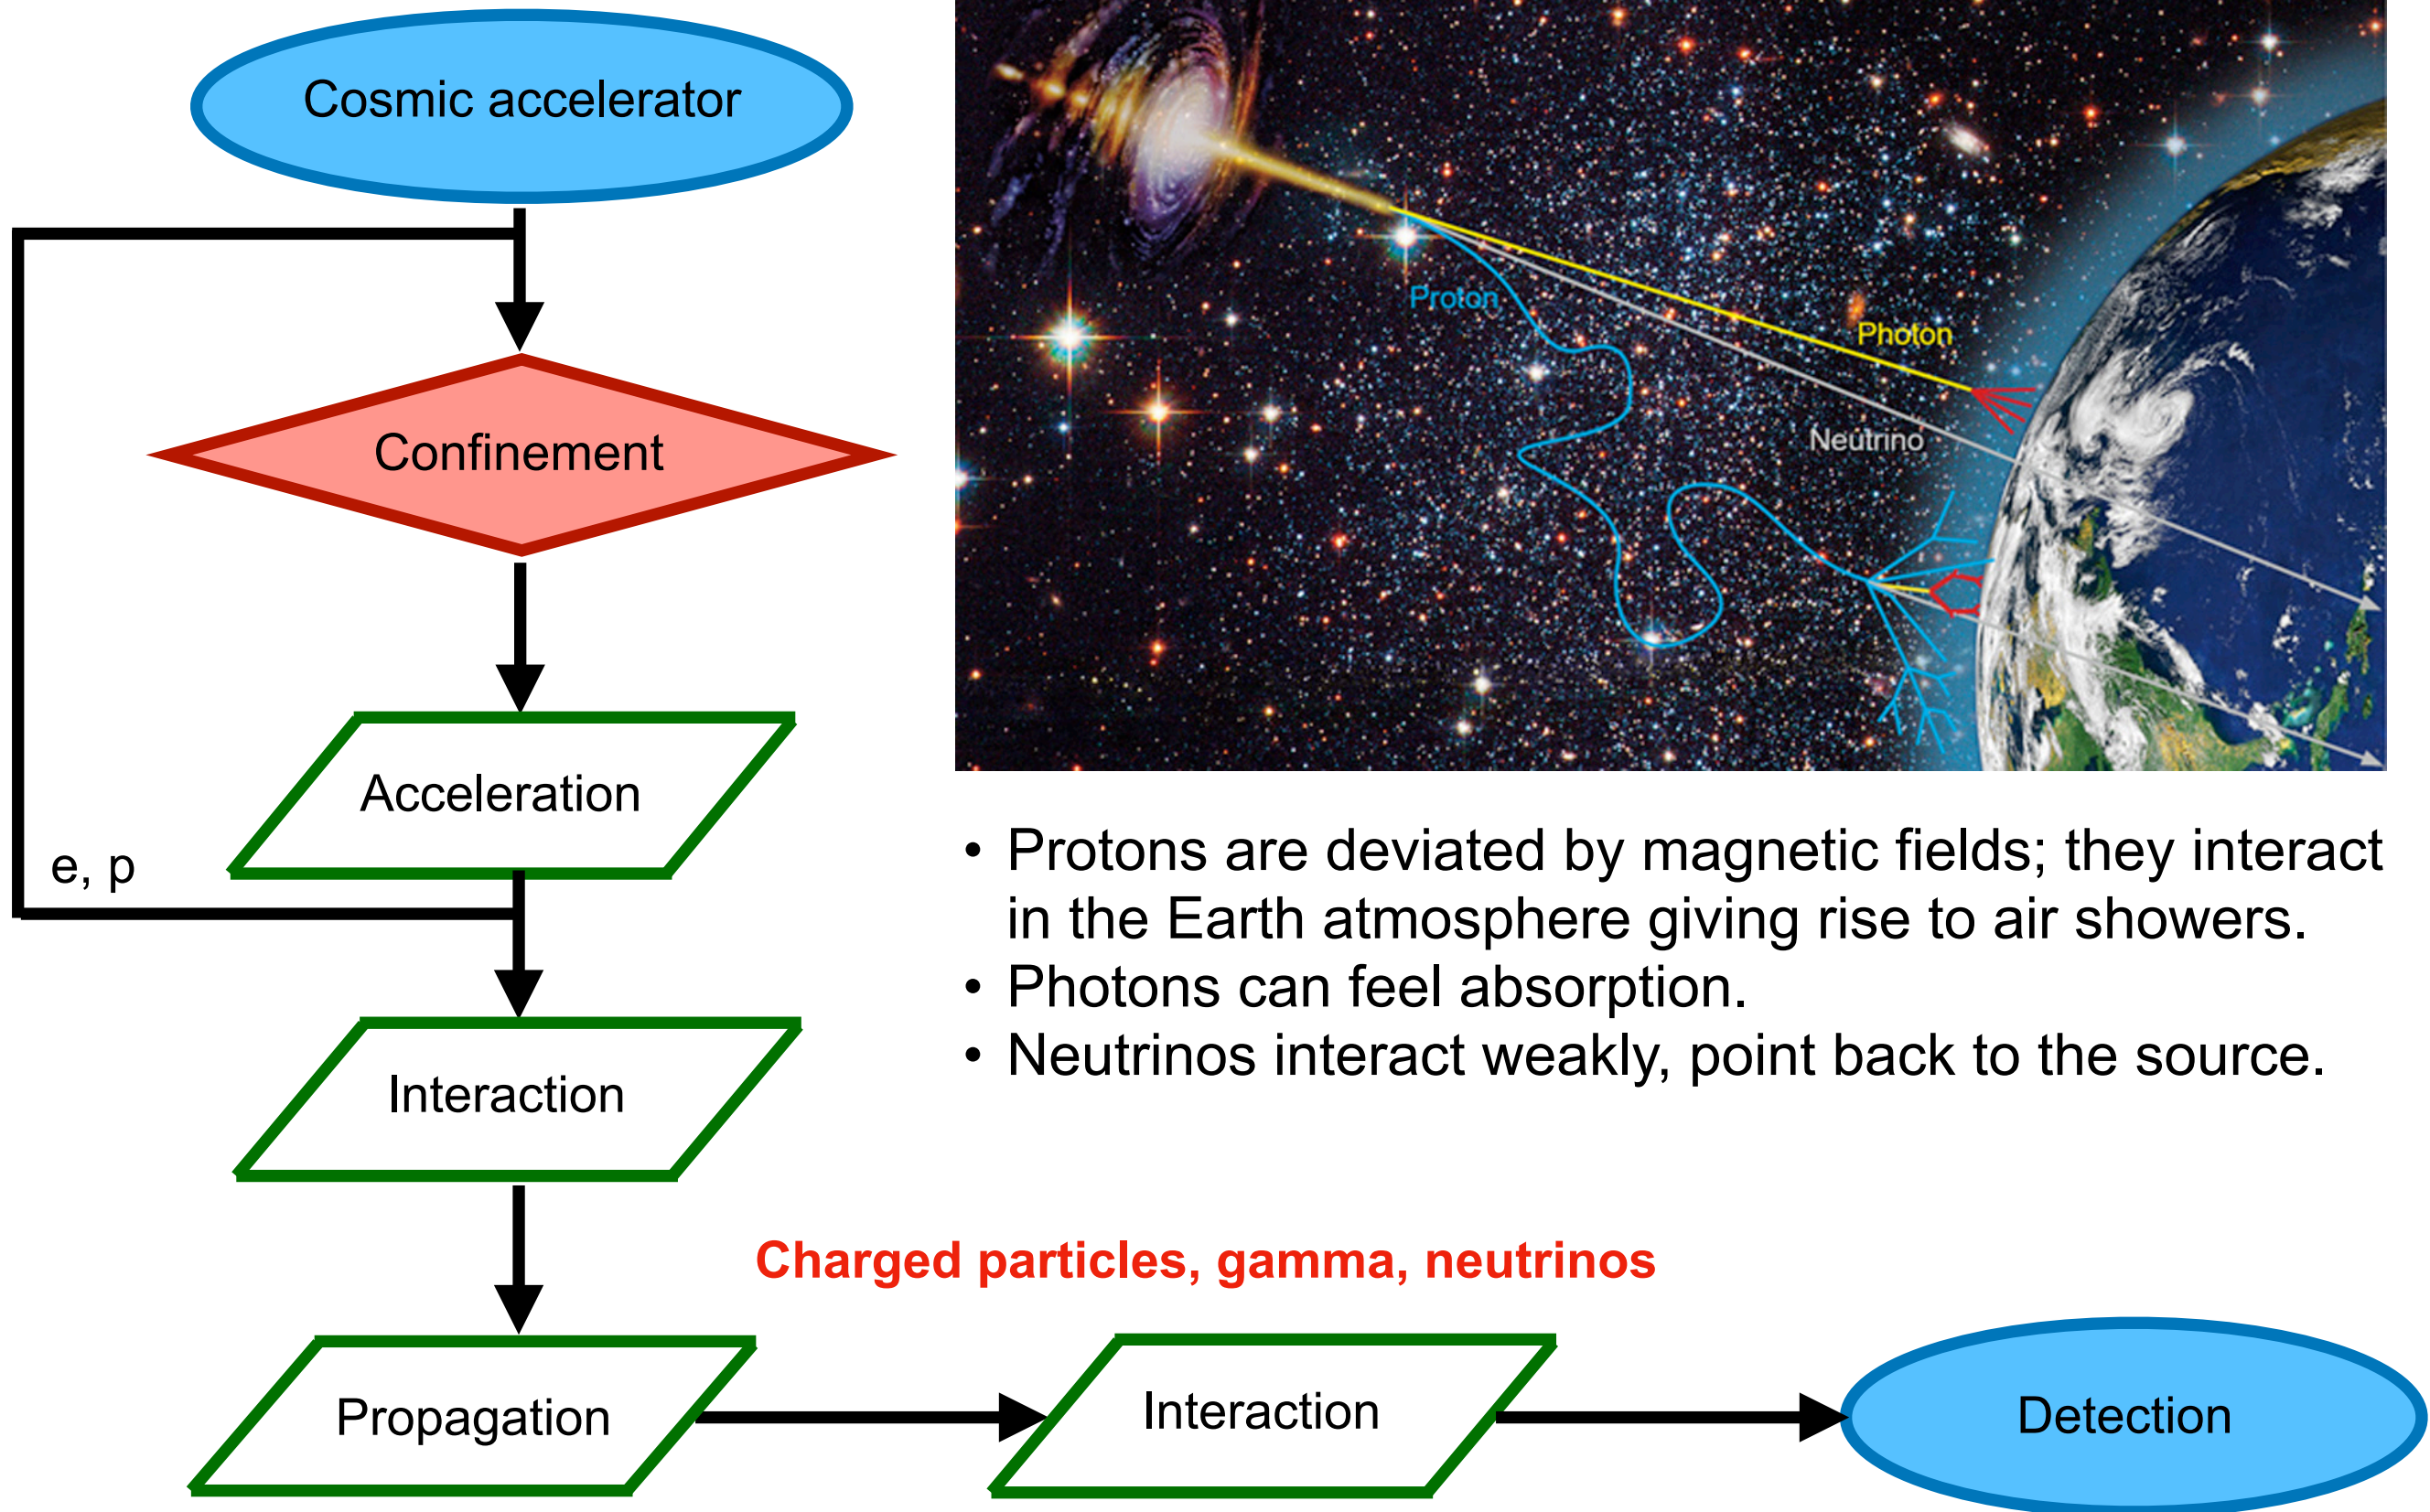 Cosmic accelerator
Confinement
Acceleration
e, p
Interaction
Propagation
Proton
Photon
Neutrino
• Protons are deviated by magnetic fields; they interact
in the Earth atmosphere giving rise to air showers.
• Photons can feel absorption.
• Neutrinos interact weakly, point back to the source.
Charged particles, gamma, neutrinos
Interaction
Detection